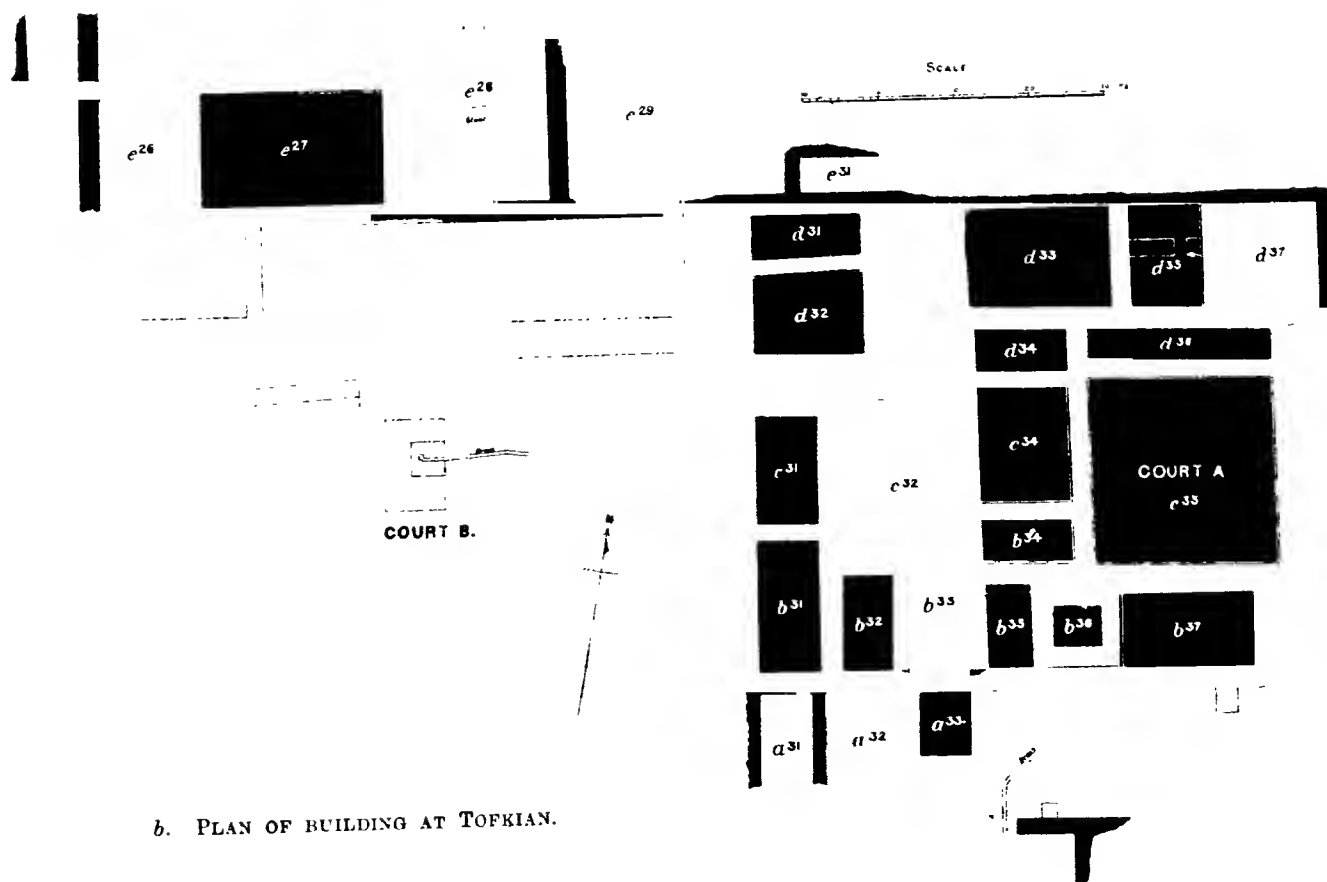 SCALE
e28
e29
e26
e27
e31
d31
d33
d35
d37
d32
d34
d36
c34
COURT A
c35
c31
c32
COURT B.
N
b34
b31
b32
b33
b35
b36
b37
a31
a32
a33
b. PLAN OF BUILDING AT TOFKIAN.